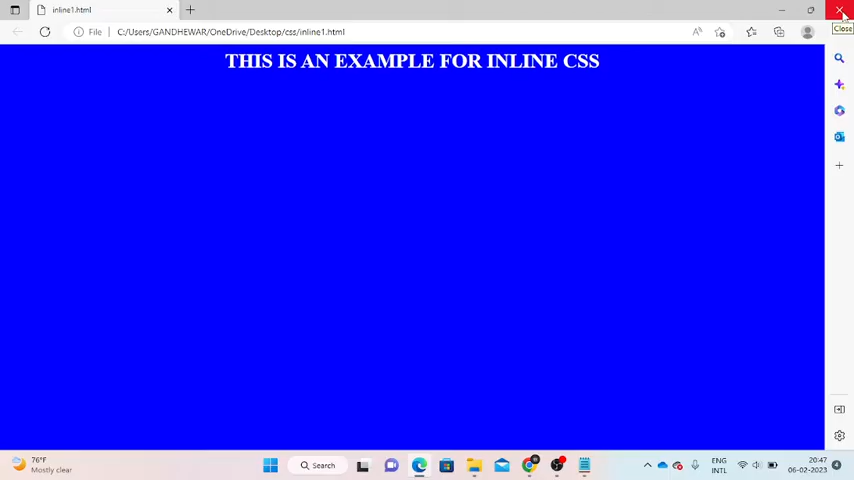 inline1.html
File
C:/Users/GANDHEWAR/OneDrive/Desktop/css/inline1.html
Close
THIS IS AN EXAMPLE FOR INLINE CSS
76°F
Mostly clear
Search
ENG
INTL
20:47
06-02-2023
4